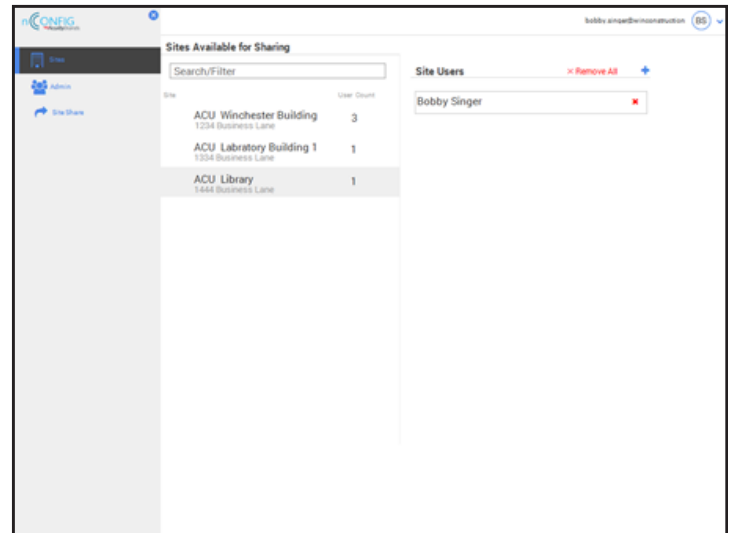 nCONFIG
bobby.singer@winconstruction
BS
Sites
Admin
Site Share
Sites Available for Sharing
Search/Filter
Site
User Count
ACU Winchester Building
1234 Business Lane
3
ACU Labratory Building 1
1334 Business Lane
1
ACU Library
1444 Business Lane
1
Site Users
× Remove All
+
Bobby Singer
×